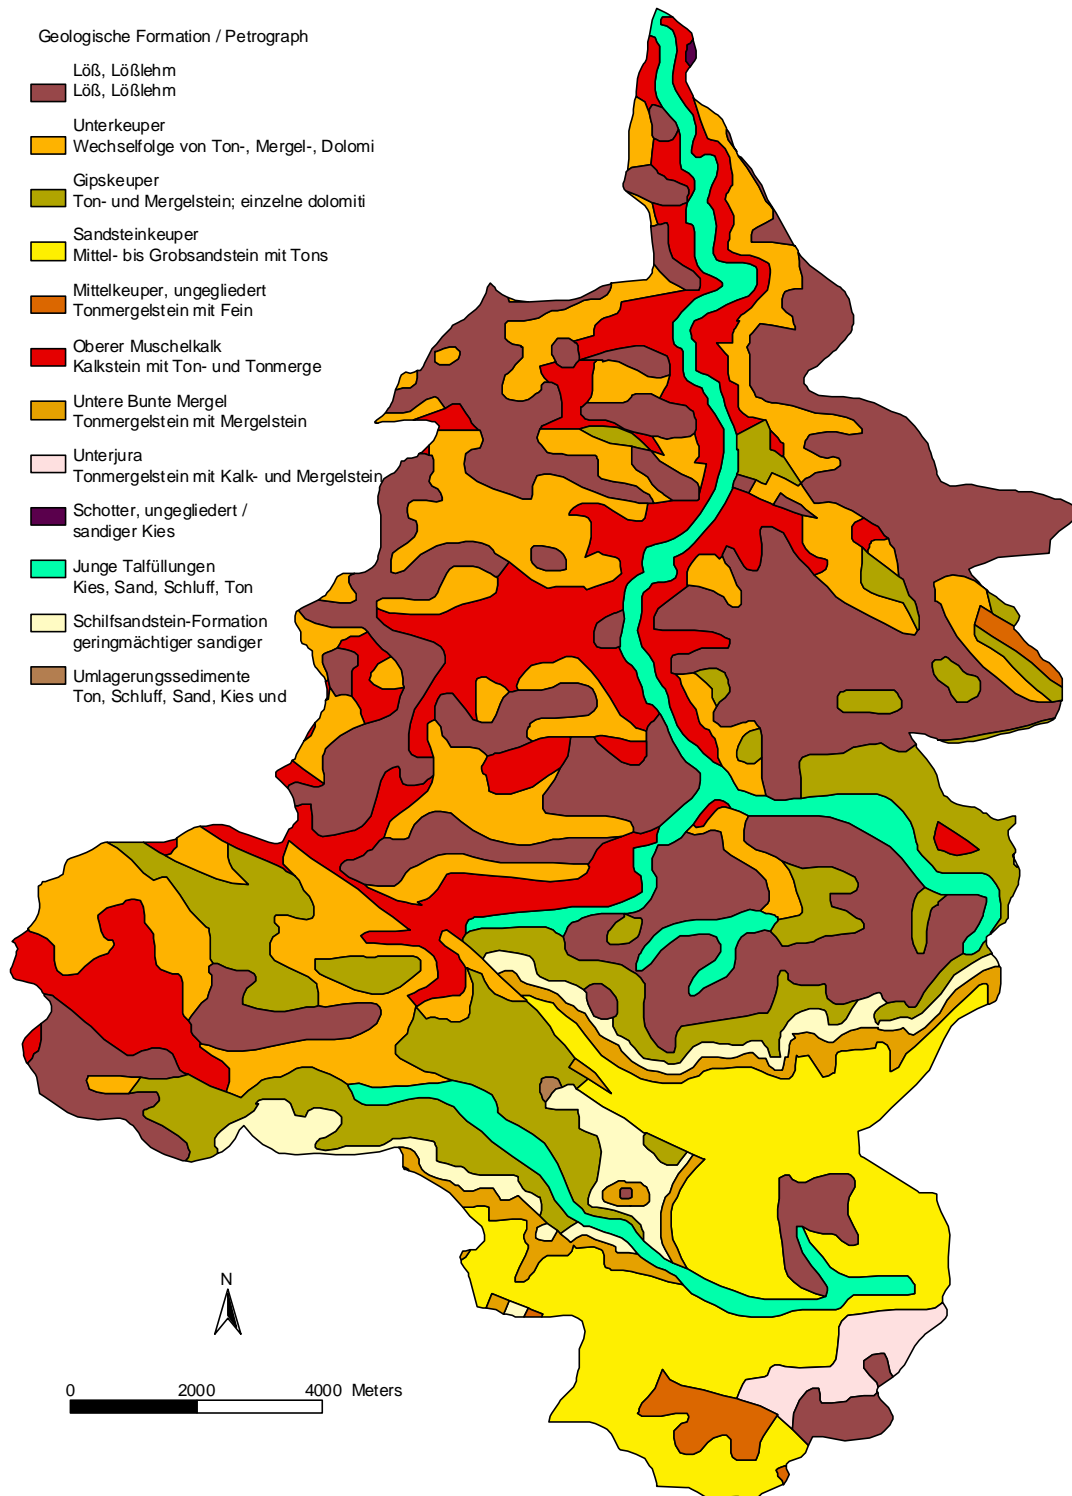 Geologische Formation / Petrograph
Löß, Lößlehm
Löß, Lößlehm
Unterkeuper
Wechselfolge von Ton-, Mergel-, Dolomi
Gipskeuper
Ton- und Mergelstein; einzelne dolomiti
Sandsteinkeuper
Mittel- bis Grobsandstein mit Tons
Mittelkeuper, ungegliedert
Tonmergelstein mit Fein
Oberer Muschelkalk
Kalkstein mit Ton- und Tonmerge
Untere Bunte Mergel
Tonmergelstein mit Mergelstein
Unterjura
Tonmergelstein mit Kalk- und Mergelstein
Schotter, ungegliedert /
sandiger Kies
Junge Talfüllungen
Kies, Sand, Schluff, Ton
Schilfsandstein-Formation
geringmächtiger sandiger
Umlagerungssedimente
Ton, Schluff, Sand, Kies und
N
0 2000 4000 Meters